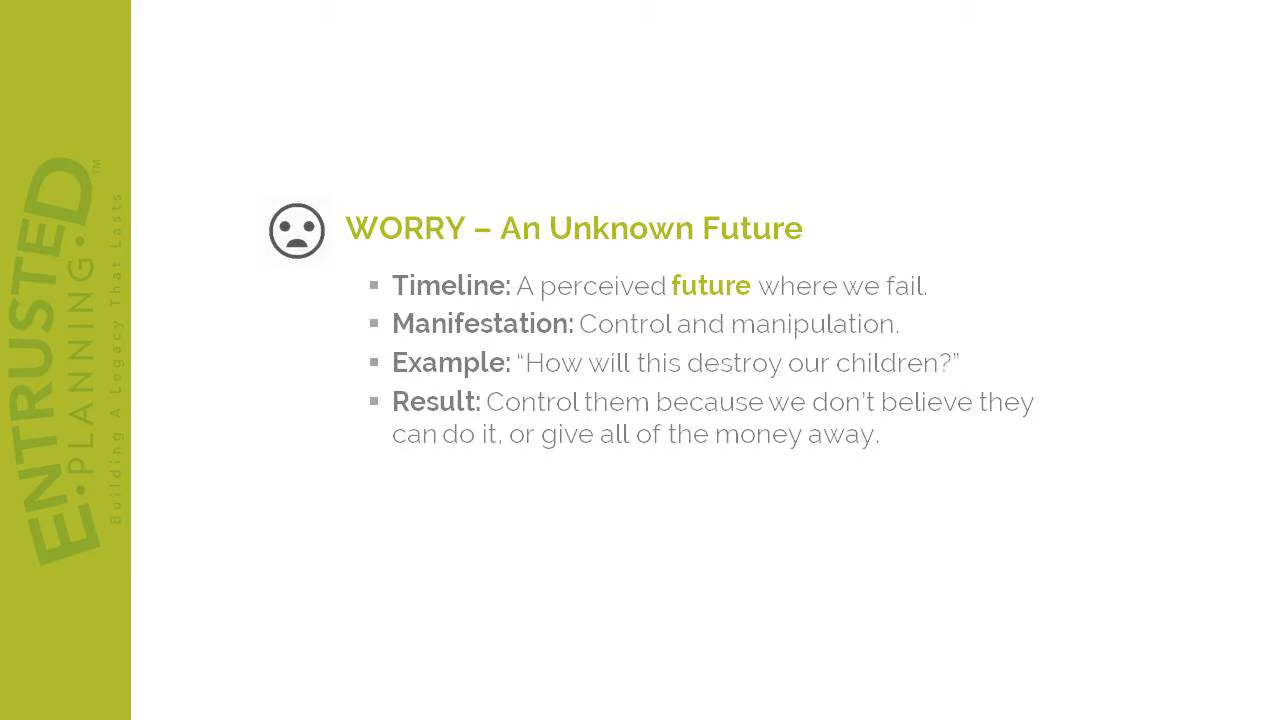 ENTRUSTED
PLANNING
TM
Building A Legacy That Lasts
WORRY – An Unknown Future
▪ Timeline: A perceived future where we fail.
▪ Manifestation: Control and manipulation.
▪ Example: “How will this destroy our children?”
▪ Result: Control them because we don’t believe they
can do it, or give all of the money away.